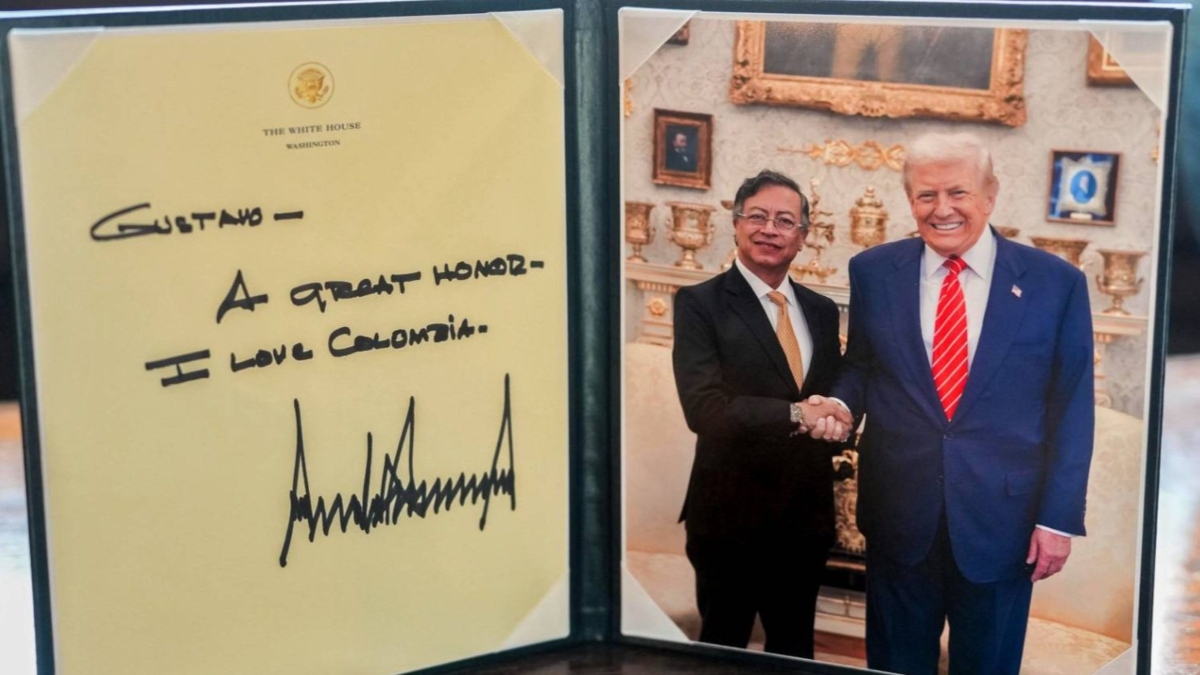 THE WHITE HOUSE
WASHINGTON
GUSTAVO —
A GREAT HONOR-
I LOVE COLOMBIA.